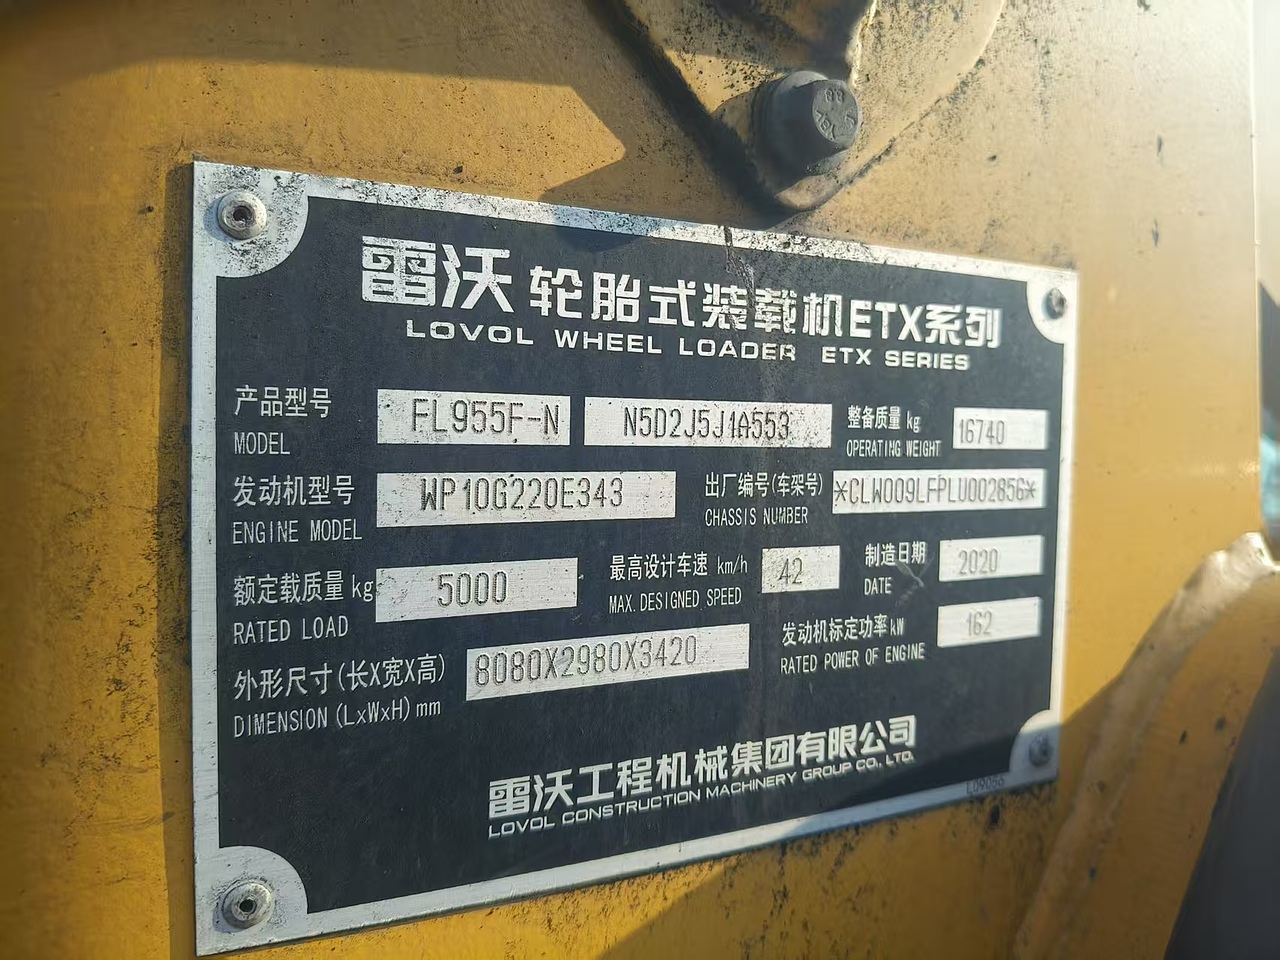 雷沃 轮胎式装载机ETX系列
LOVOL WHEEL LOADER ETX SERIES
产品型号 FL955F-N N5D2J5J1A553 整备质量 kg 16740
MODEL OPERATING WEIGHT
发动机型号 WP10G220E343 出厂编号(车架号) *CLW009LFPLU002856*
ENGINE MODEL CHASSIS NUMBER
额定载质量 kg 5000 最高设计车速 km/h 42 制造日期 2020
RATED LOAD MAX.DESIGNED SPEED DATE
外形尺寸(长X宽X高) 8080X2980X3420 发动机标定功率kW 162
DIMENSION(LxWxH)mm RATED POWER OF ENGINE
雷沃工程机械集团有限公司
LOVOL CONSTRUCTION MACHINERY GROUP CO., LTD.